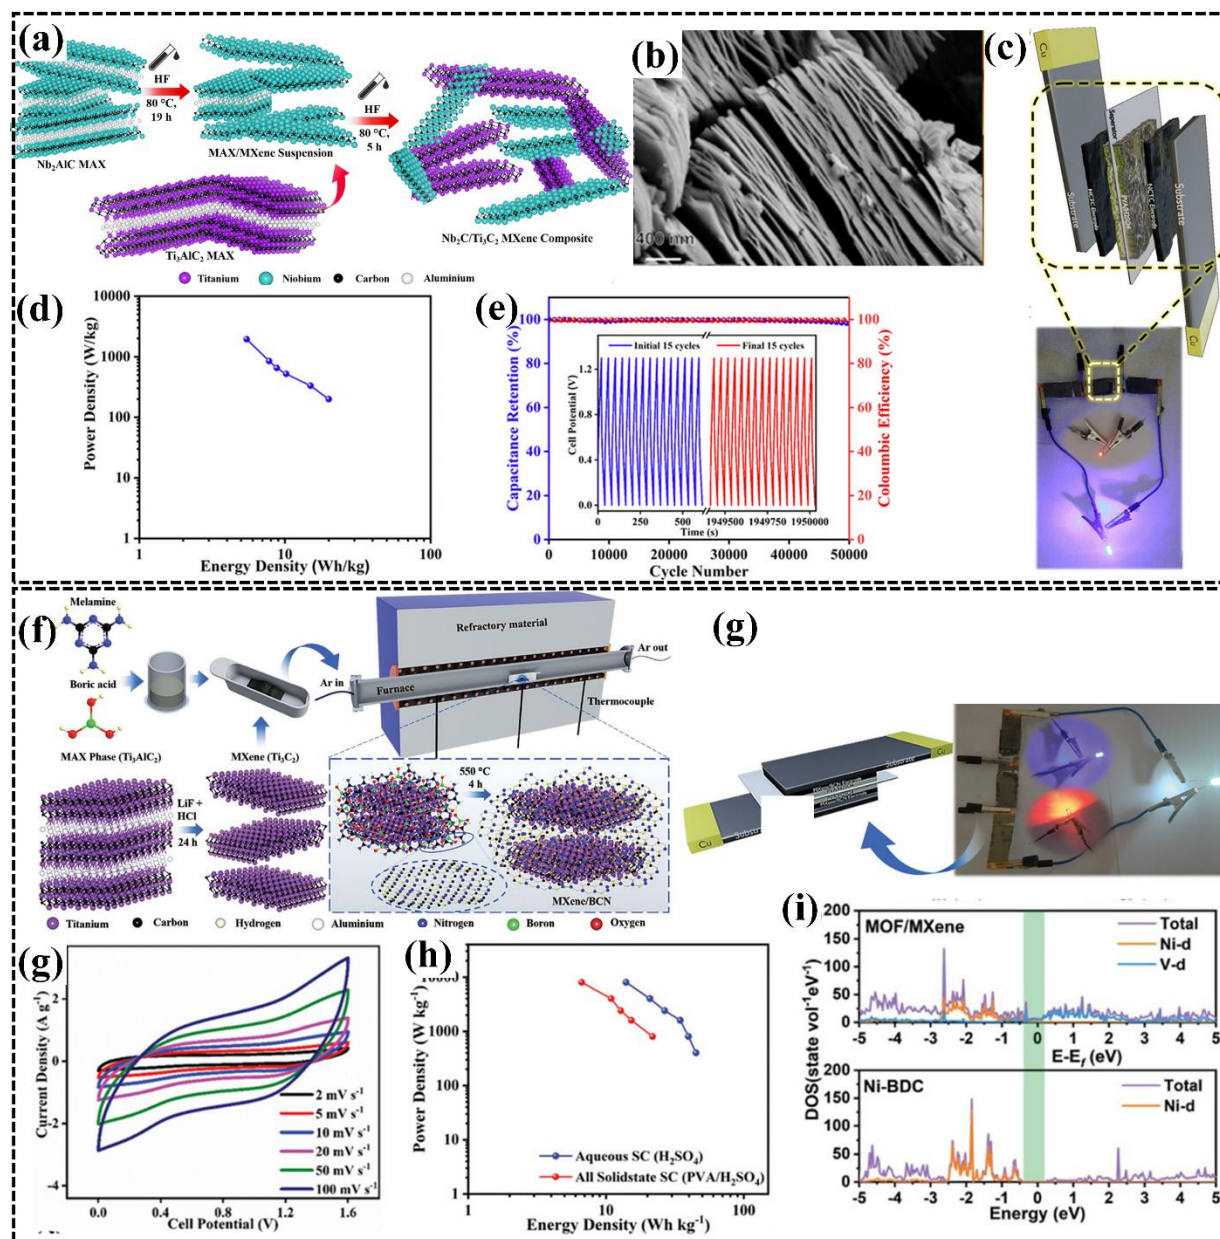 (a)
HF
80 °C,
19 h
HF
80 °C,
5 h
Nb₂AlC MAX
MAX/MXene Suspension
Ti₃AlC₂ MAX
Nb₂C/Ti₃C₂ MXene Composite
Titanium Niobium Carbon Aluminium
(b)
400 nm
(c)
Cu
Separator
Substrate
Substrate
Cu
(d)
Power Density (W/kg)
10000
1000
100
10
1
1 10 100
Energy Density (Wh/kg)
(e)
Capacitance Retention (%)
100
80
60
40
20
0
Initial 15 cycles Final 15 cycles
Cell Potential (V)
1.2
0.8
0.4
0.0
0 250 500 1949500 1949750 1950000
Time (s)
100
80
60
40
20
0
Coloumbic Efficiency (%)
0 10000 20000 30000 40000 50000
Cycle Number
(f)
Melamine
Boric acid
MAX Phase (Ti₃AlC₂)
MXene (Ti₃C₂)
Refractory material
Ar in
Furnace
Ar out
Thermocouple
LiF +
HCl
24 h
550 °C
4 h
MXene/BCN
Titanium Carbon Hydrogen Aluminium Nitrogen Boron Oxygen
(g)
Cu
Substrate
Cu
(g)
Current Density (A g⁻¹)
2
0
-2
-4
2 mV s⁻¹
5 mV s⁻¹
10 mV s⁻¹
20 mV s⁻¹
50 mV s⁻¹
100 mV s⁻¹
0.0 0.4 0.8 1.2 1.6
Cell Potential (V)
(h)
Power Density (W kg⁻¹)
1000
100
10
1
Aqueous SC (H₂SO₄)
All Solidstate SC (PVA/H₂SO₄)
1 10 100
Energy Density (Wh kg⁻¹)
(i)
DOS(state vol⁻¹eV⁻¹)
200
150
100
50
0
MOF/MXene
Total
Ni-d
V-d
-5 -4 -3 -2 -1 0 1 2 3 4 5
E-E_f (eV)
200
150
100
50
0
Ni-BDC
Total
Ni-d
-5 -4 -3 -2 -1 0 1 2 3 4 5
Energy (eV)